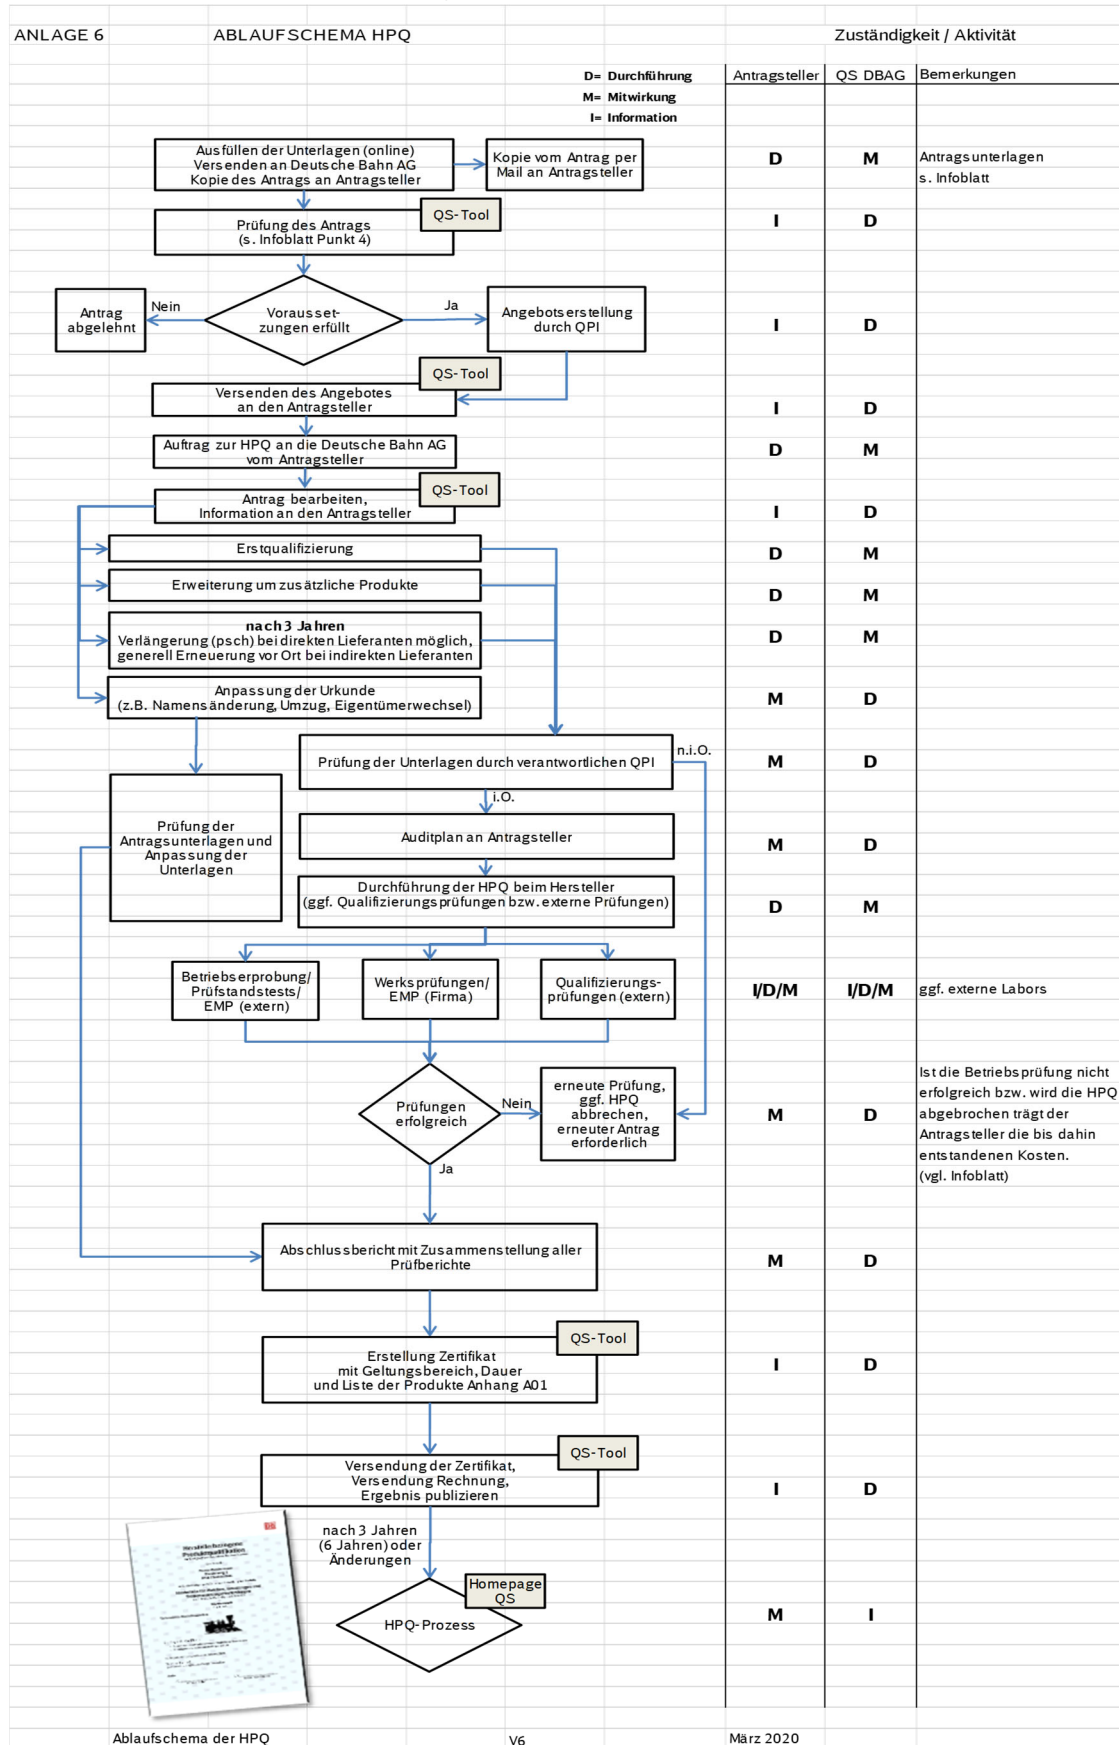 ANLAGE 6 ABLAUFSCHEMA HPQ Zuständigkeit / Aktivität
D= Durchführung Antragsteller QS DBAG Bemerkungen
M= Mitwirkung
I= Information
Ausfüllen der Unterlagen (online)
Versenden an Deutsche Bahn AG
Kopie des Antrags an Antragsteller
Kopie vom Antrag per
Mail an Antragsteller
D M Antragsunterlagen
s. Infoblatt
QS-Tool
Prüfung des Antrags
(s. Infoblatt Punkt 4)
I D
Antrag
abgelehnt
Nein
Vorausset-
zungen erfüllt
Ja
Angebotserstellung
durch QPI
I D
QS-Tool
Versenden des Angebotes
an den Antragsteller
I D
Auftrag zur HPQ an die Deutsche Bahn AG
vom Antragsteller
D M
QS-Tool
Antrag bearbeiten,
Information an den Antragsteller
I D
Erstqualifizierung
D M
Erweiterung um zusätzliche Produkte
D M
nach 3 Jahren
Verlängerung (psch) bei direkten Lieferanten möglich,
generell Erneuerung vor Ort bei indirekten Lieferanten
D M
Anpassung der Urkunde
(z.B. Namensänderung, Umzug, Eigentümerwechsel)
M D
Prüfung der Unterlagen durch verantwortlichen QPI
n.i.O.
M D
i.O.
Prüfung der
Antragsunterlagen und
Anpassung der
Unterlagen
Auditplan an Antragsteller
M D
Durchführung der HPQ beim Hersteller
(ggf. Qualifizierungsprüfungen bzw. externe Prüfungen)
D M
Betriebserprobung/
Prüfstandstests/
EMP (extern)
Werksprüfungen/
EMP (Firma)
Qualifizierungs-
prüfungen (extern)
I/D/M I/D/M ggf. externe Labors
Prüfungen
erfolgreich
Nein
erneute Prüfung,
ggf. HPQ
abbrechen,
erneuter Antrag
erforderlich
M D
Ist die Betriebsprüfung nicht
erfolgreich bzw. wird die HPQ
abgebrochen trägt der
Antragsteller die bis dahin
entstandenen Kosten.
(vgl. Infoblatt)
Ja
Abschlussbericht mit Zusammenstellung aller
Prüfberichte
M D
QS-Tool
Erstellung Zertifikat
mit Geltungsbereich, Dauer
und Liste der Produkte Anhang A01
I D
QS-Tool
Versendung der Zertifikat,
Versendung Rechnung,
Ergebnis publizieren
I D
nach 3 Jahren
(6 Jahren) oder
Änderungen
Homepage
QS
HPQ-Prozess
M I
Ablaufschema der HPQ V6 März 2020